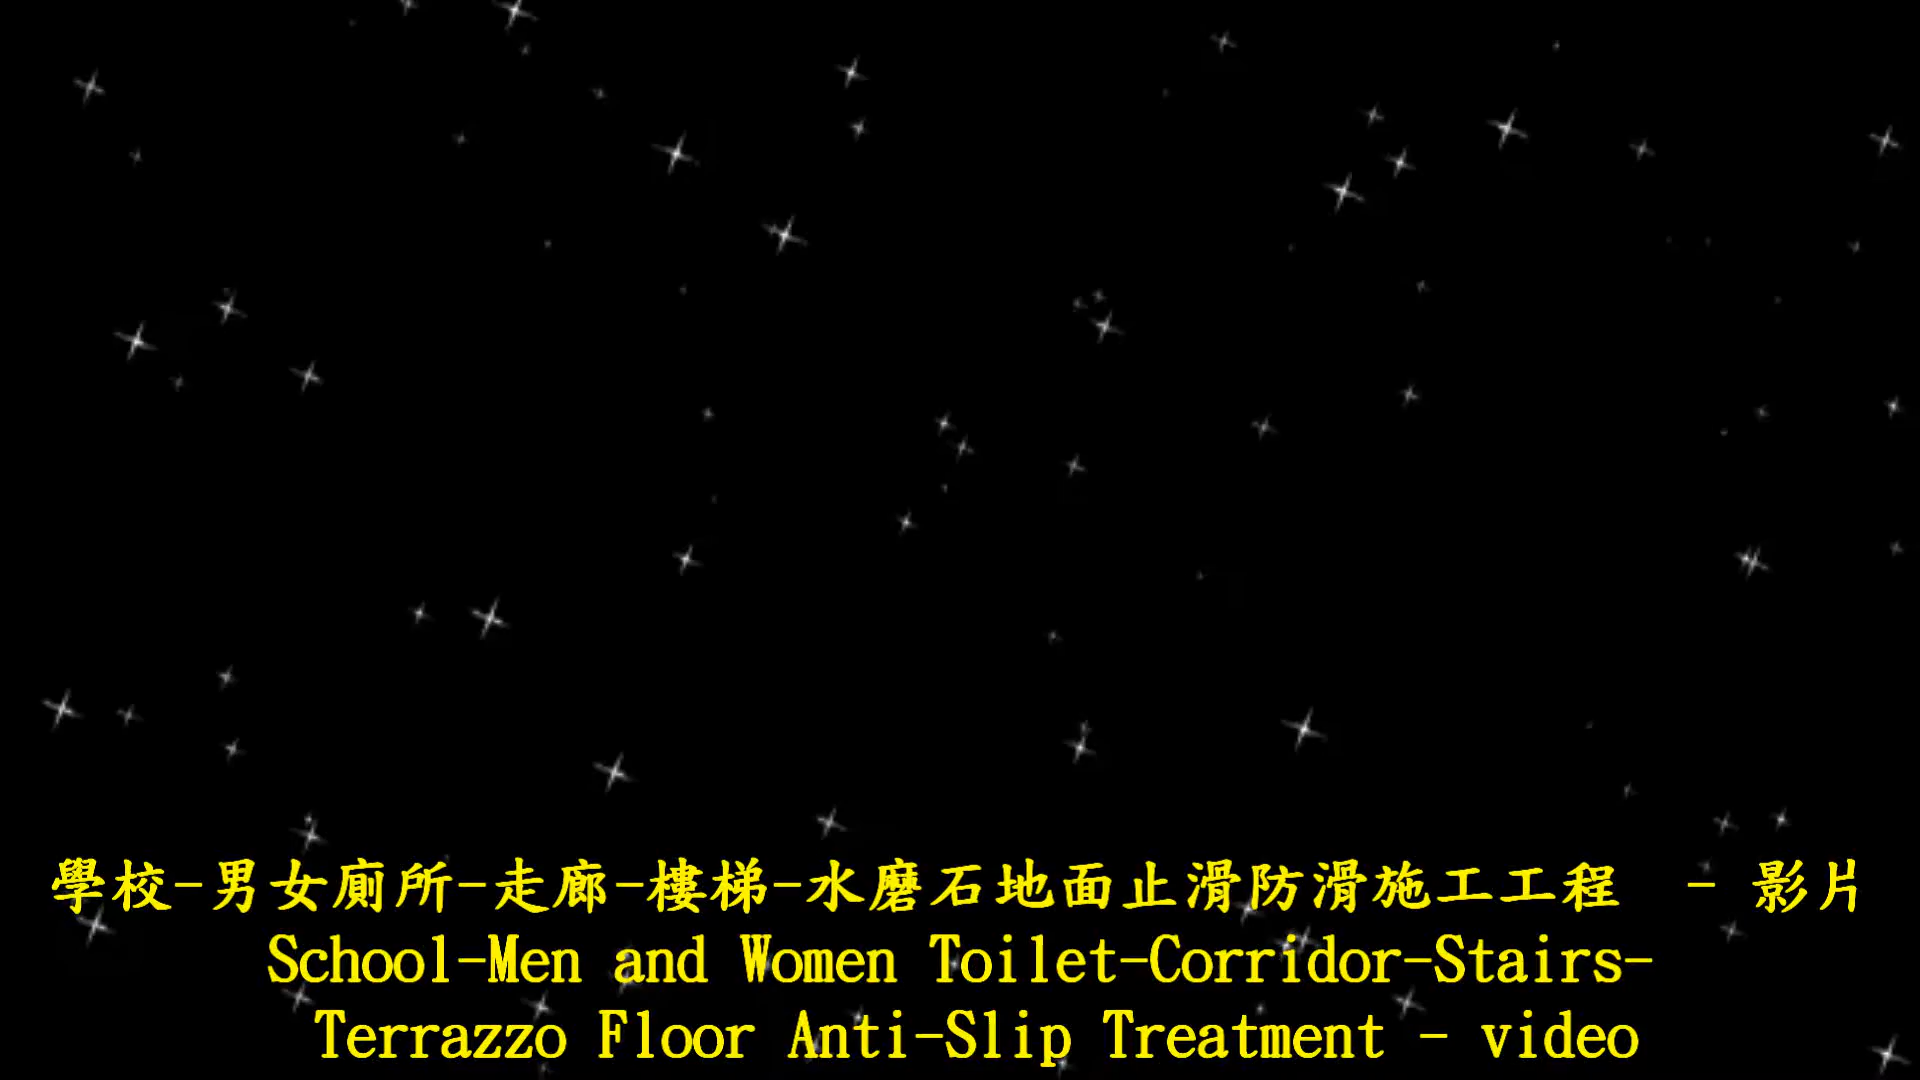 學校-男女廁所-走廊-樓梯-水磨石地面止滑防滑施工工程 - 影片
School-Men and Women Toilet-Corridor-Stairs-
Terrazzo Floor Anti-Slip Treatment - video